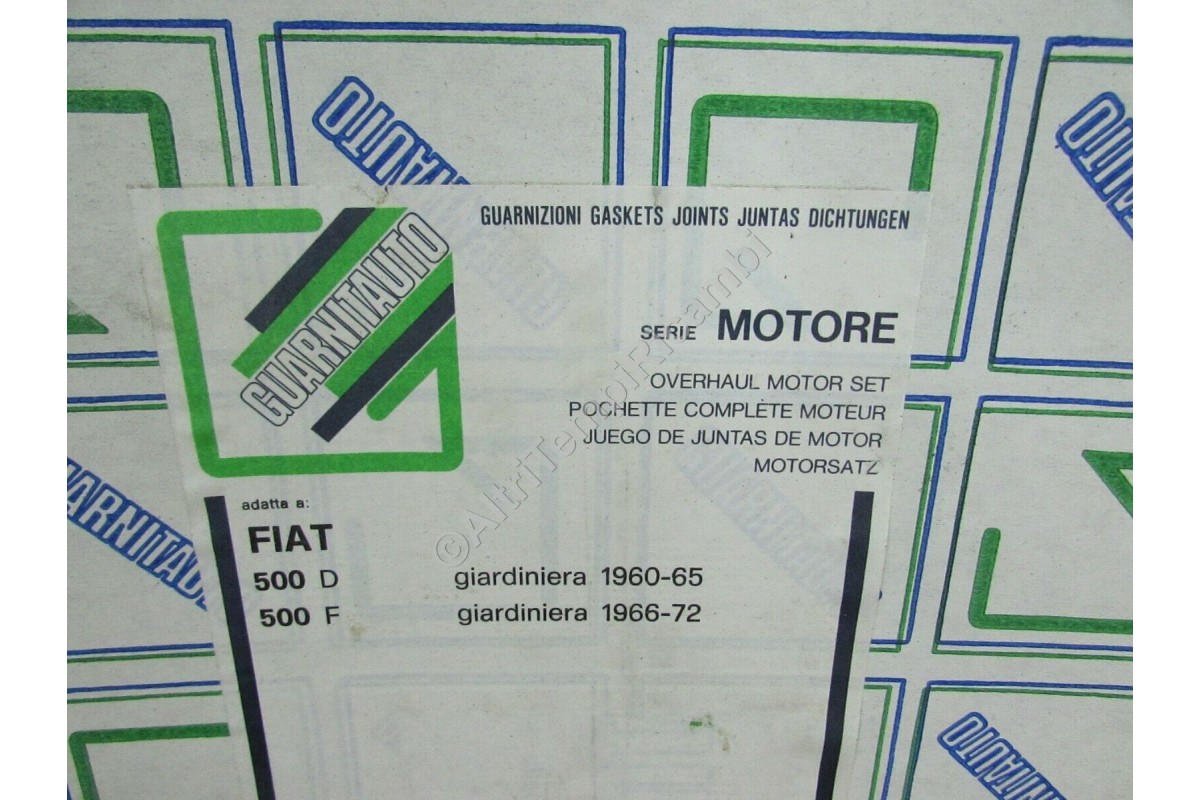 GUARNITAUTO
GUARNIZIONI GASKETS JOINTS JUNTAS DICHTUNGEN
GUARNITAUTO
SERIE MOTORE
OVERHAUL MOTOR SET
POCHETTE COMPLÈTE MOTEUR
JUEGO DE JUNTAS DE MOTOR
MOTORSATZ
adatta a:
FIAT
500 D giardiniera 1960-65
500 F giardiniera 1966-72
©AltriTempiRicambi